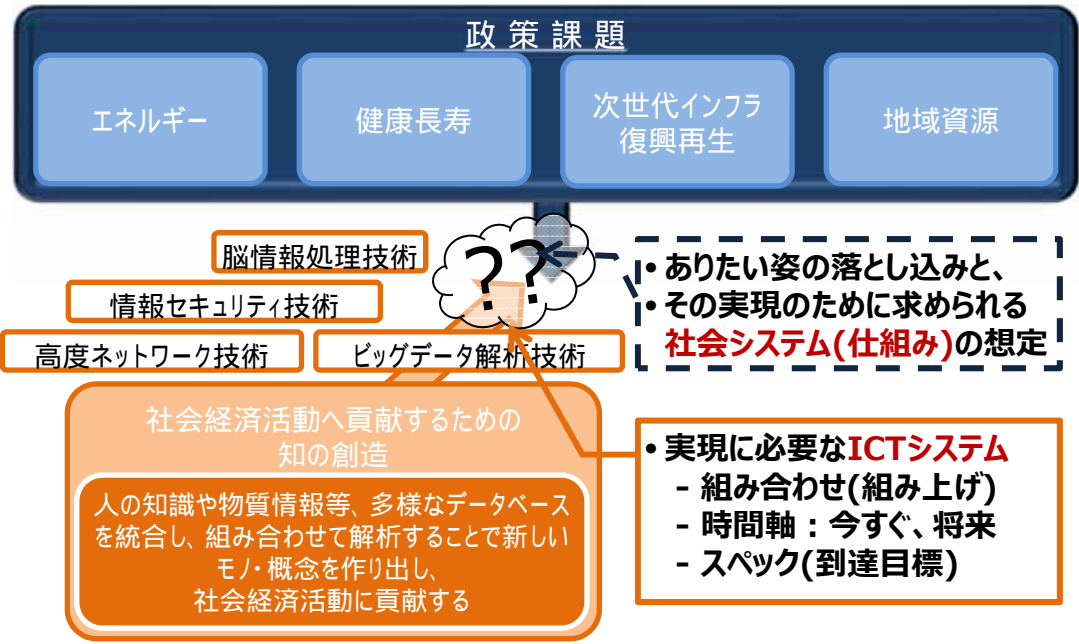 政策課題
エネルギー
健康長寿
次世代インフラ
復興再生
地域資源
脳情報処理技術
情報セキュリティ技術
高度ネットワーク技術
ビッグデータ解析技術
??
• ありたい姿の落とし込みと、
• その実現のために求められる
社会システム(仕組み)の想定
社会経済活動へ貢献するための
知の創造
人の知識や物質情報等、多様なデータベース
を統合し、組み合わせて解析することで新しい
モノ・概念を作り出し、
社会経済活動に貢献する
• 実現に必要なICTシステム
- 組み合わせ(組み上げ)
- 時間軸：今すぐ、将来
- スペック(到達目標)